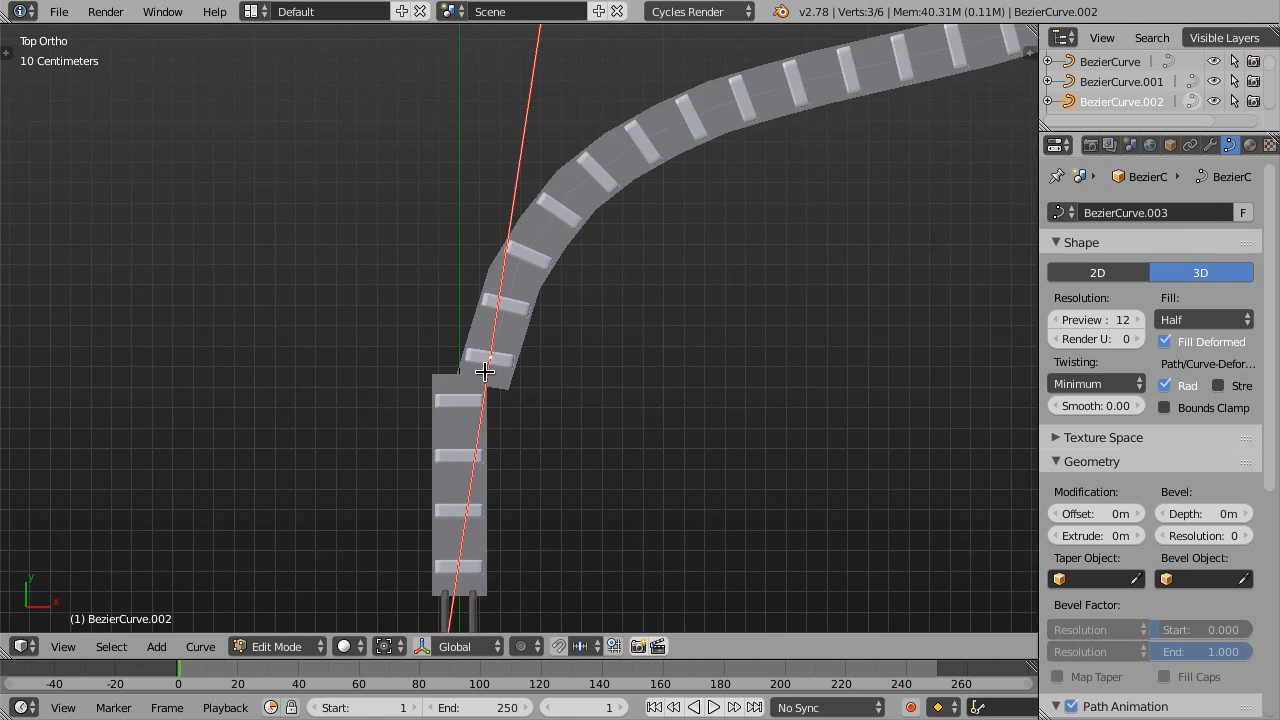 File Render Window Help Default Scene Cycles Render v2.78 | Verts:3/6 | Mem:40.31M (0.11M) | BezierCurve.002
Top Ortho
10 Centimeters
View Search Visible Layers
BezierCurve
BezierCurve.001
BezierCurve.002
BezierC BezierC
BezierCurve.003 F
Shape
2D 3D
Resolution: Fill:
Preview : 12 Half
Render U: 0 Fill Deformed
Twisting: Path/Curve-Defor...
Minimum Rad Stre
Smooth: 0.00 Bounds Clamp
Texture Space
Geometry
Modification: Bevel:
Offset: 0m Depth: 0m
Extrude: 0m Resolution: 0
Taper Object: Bevel Object:
Bevel Factor:
Resolution Start: 0.000
Resolution End: 1.000
Map Taper Fill Caps
Path Animation
y
x
(1) BezierCurve.002
View Select Add Curve Edit Mode Global
-40 -20 0 20 40 60 80 100 120 140 160 180 200 220 240 260
View Marker Frame Playback Start: 1 End: 250 1 No Sync